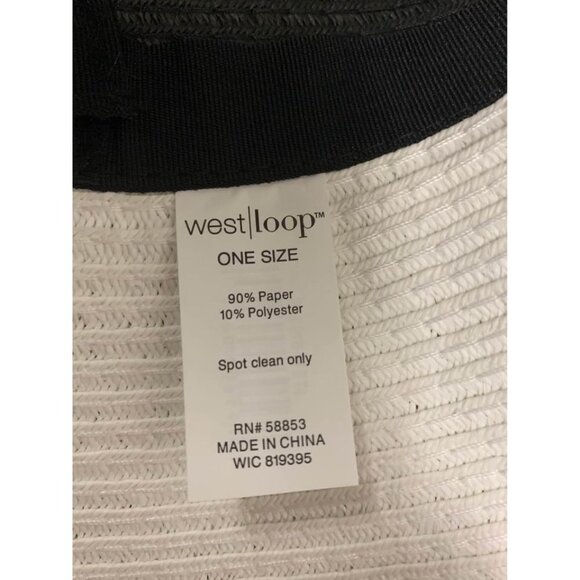 west|loop™
ONE SIZE
90% Paper
10% Polyester
Spot clean only
RN# 58853
MADE IN CHINA
WIC 819395